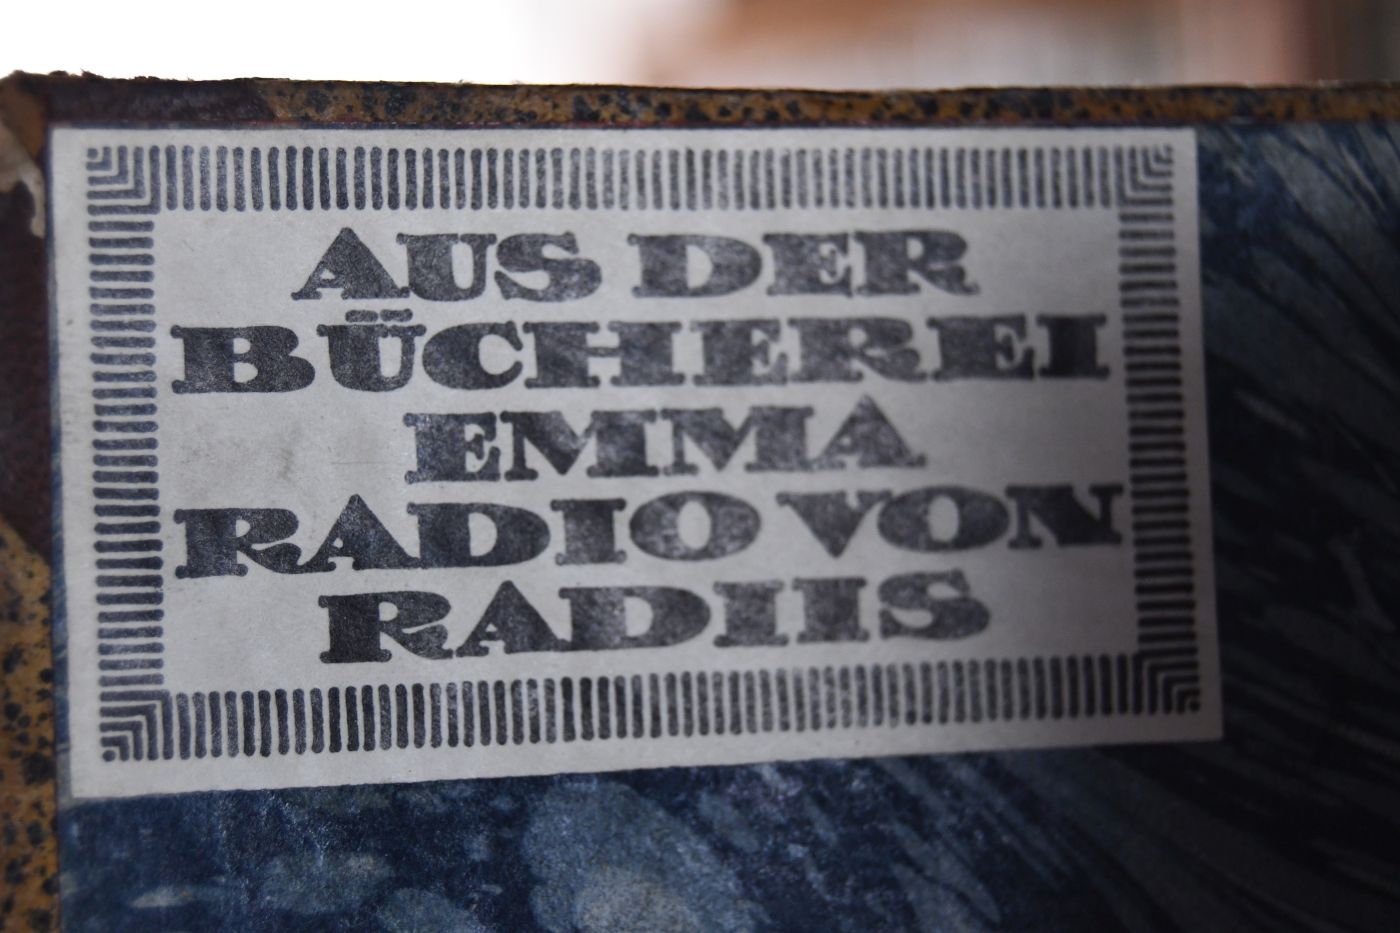 AUS DER
BÜCHEREI
EMMA
RADIO VON
RADIIS